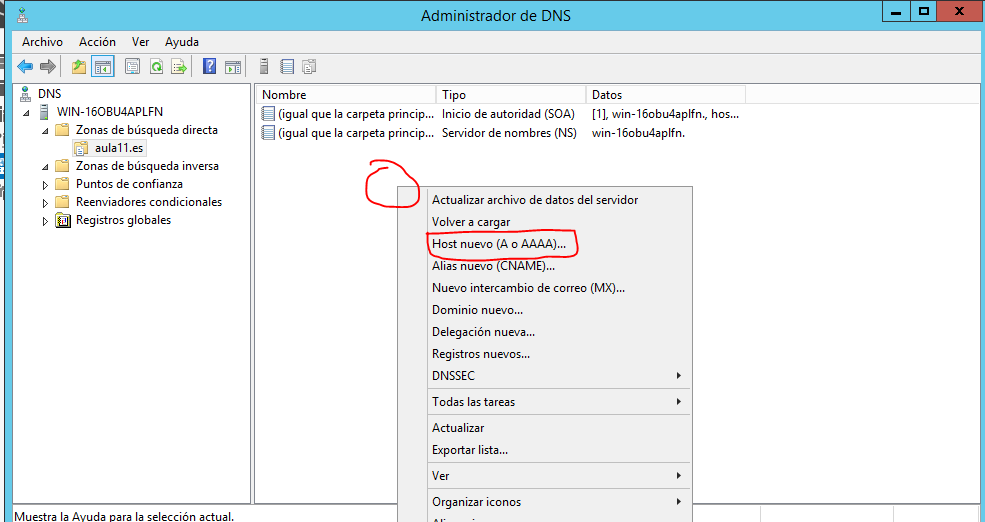 Administrador de DNS
Archivo Acción Ver Ayuda
DNS
WIN-16OBU4APLFN
Zonas de búsqueda directa
aula11.es
Zonas de búsqueda inversa
Puntos de confianza
Reenviadores condicionales
Registros globales
Nombre Tipo Datos
(igual que la carpeta princip... Inicio de autoridad (SOA) [1], win-16obu4aplfn., hos...
(igual que la carpeta princip... Servidor de nombres (NS) win-16obu4aplfn.
Actualizar archivo de datos del servidor
Volver a cargar
Host nuevo (A o AAAA)...
Alias nuevo (CNAME)...
Nuevo intercambio de correo (MX)...
Dominio nuevo...
Delegación nueva...
Registros nuevos...
DNSSEC
Todas las tareas
Actualizar
Exportar lista...
Ver
Organizar iconos
Muestra la Ayuda para la selección actual.